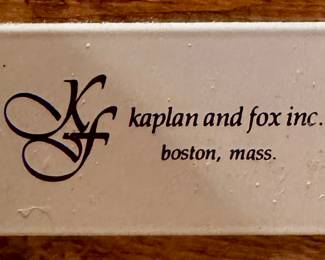 Kf
kaplan and fox inc.
boston, mass.